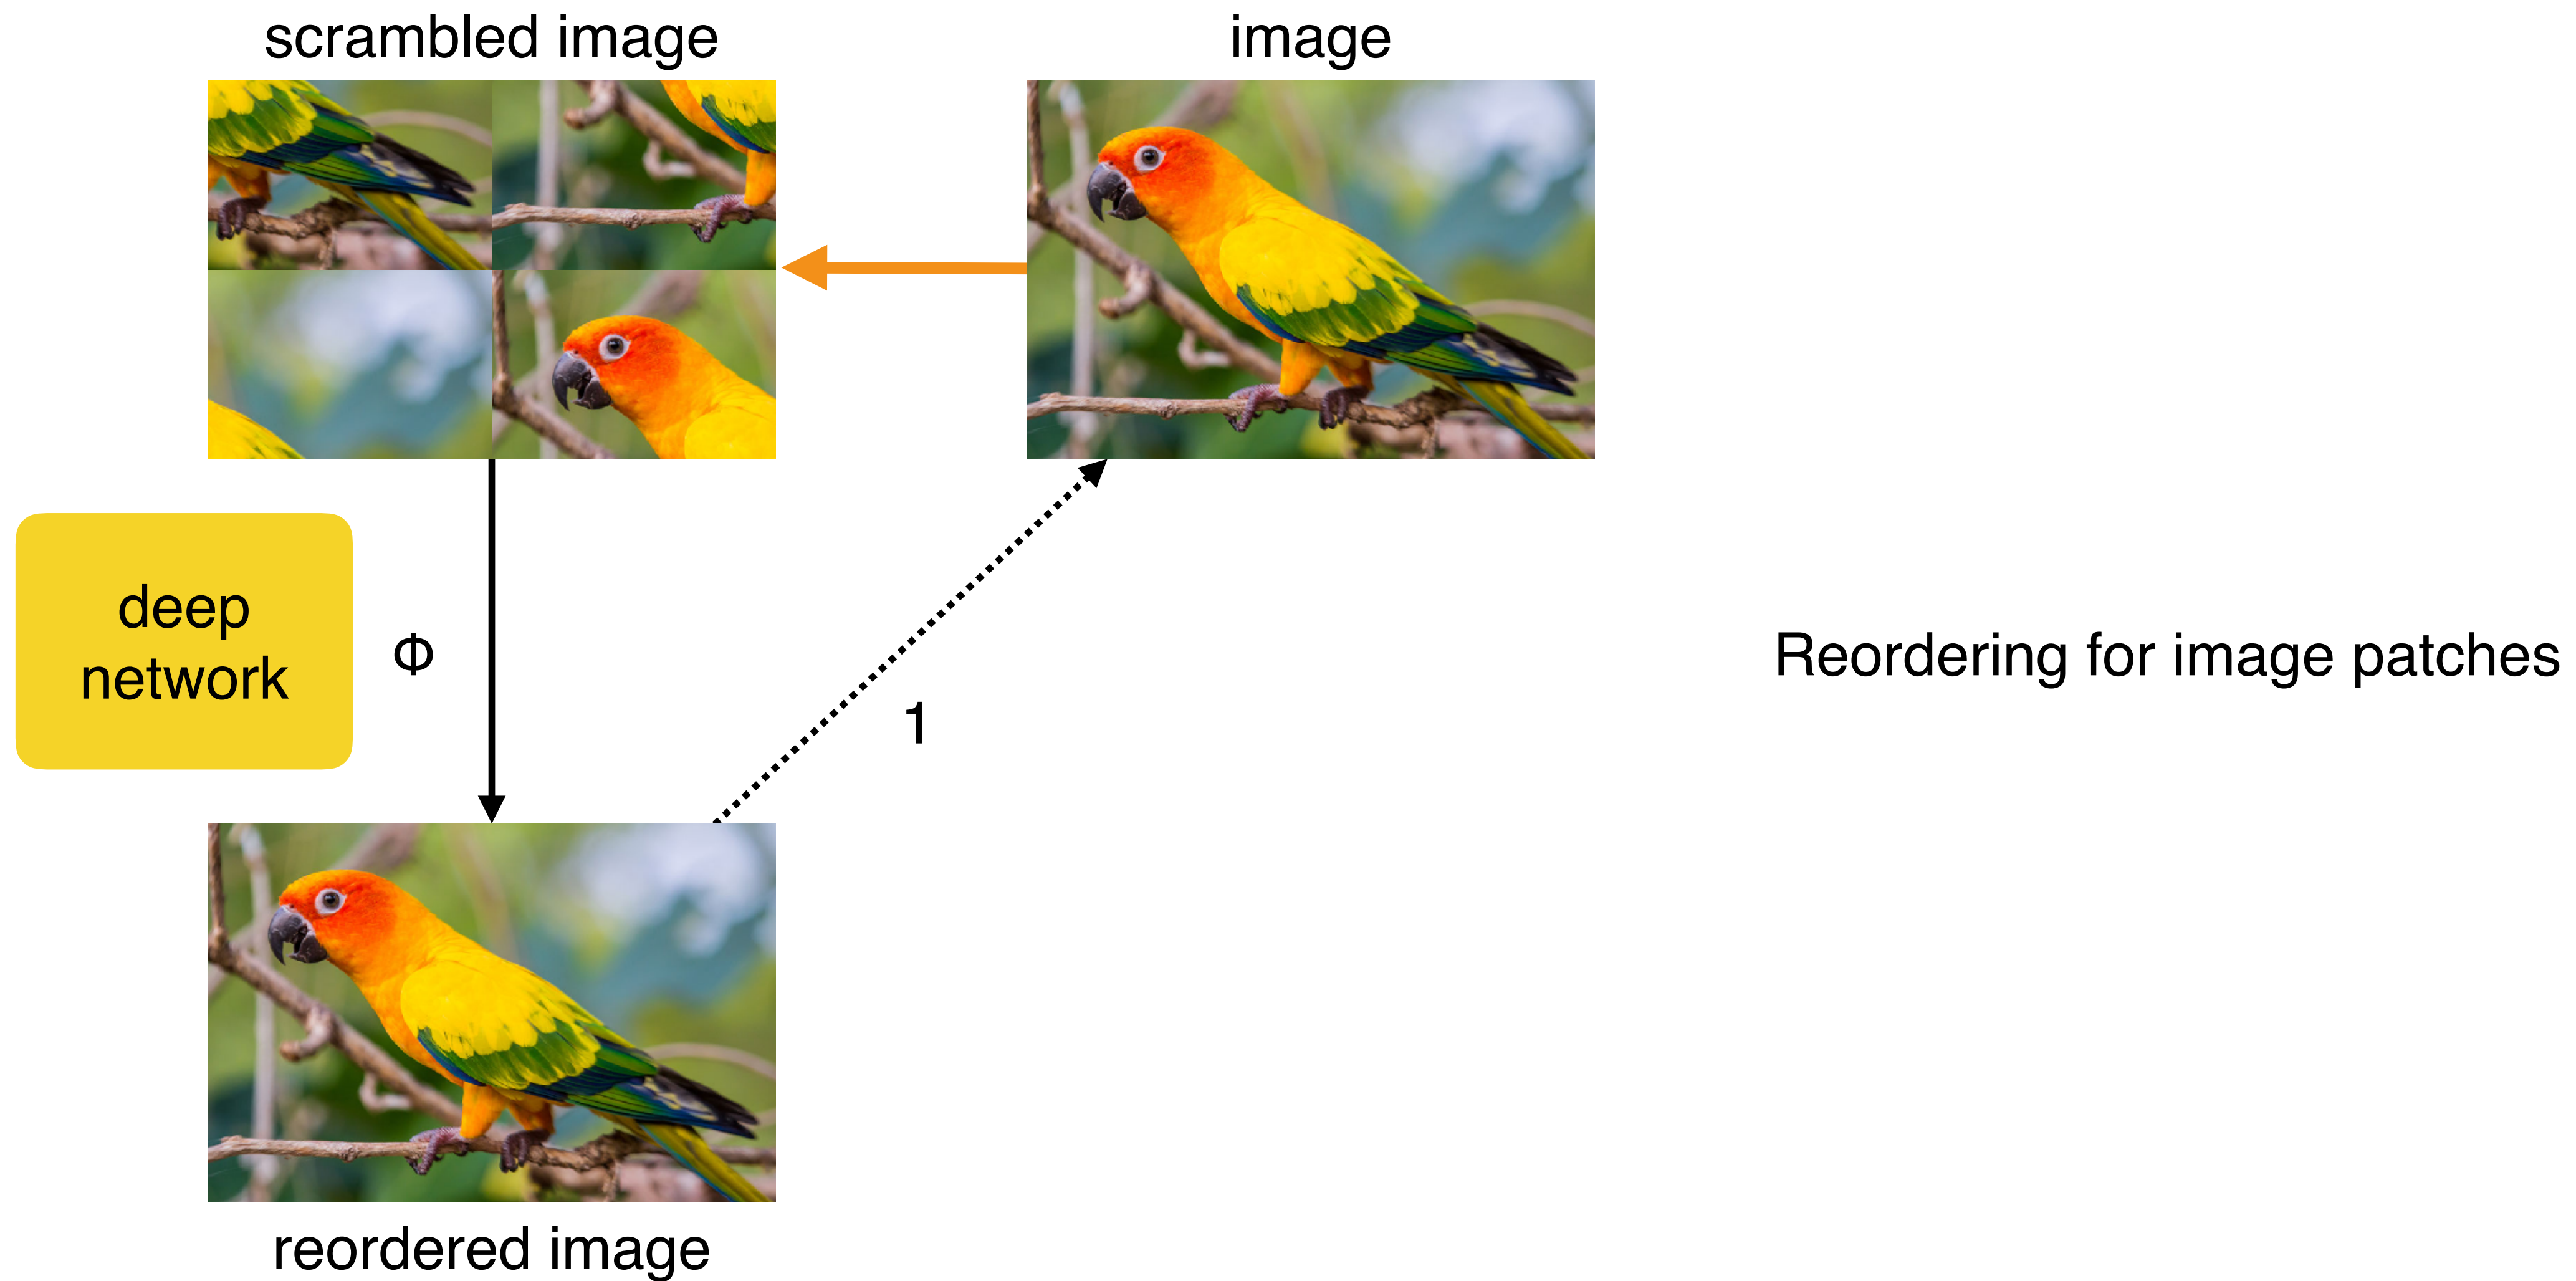 scrambled image
image
deep
network
Φ
1
Reordering for image patches
reordered image